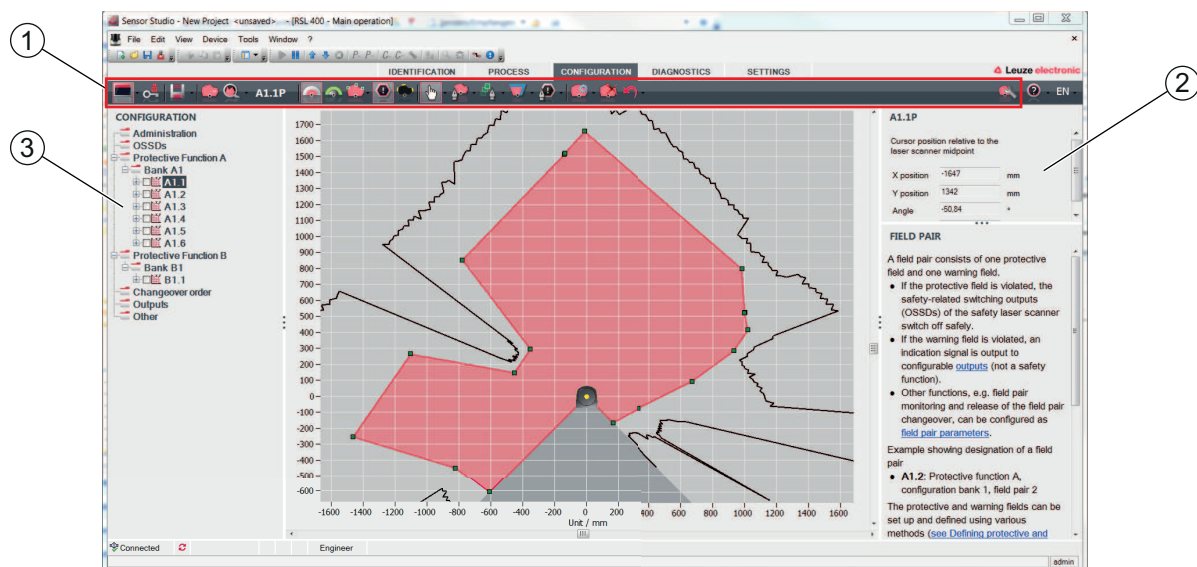 Sensor Studio - New Project <unsaved> - [RSL 400 - Main operation]
File Edit View Device Tools Window ?
1
IDENTIFICATION PROCESS CONFIGURATION DIAGNOSTICS SETTINGS
Leuze electronic
A1.1P
EN
2
3
CONFIGURATION
Administration
OSSDs
Protective Function A
Bank A1
A1.1
A1.2
A1.3
A1.4
A1.5
A1.6
Protective Function B
Bank B1
B1.1
Changeover order
Outputs
Other
1700
1600
1500
1400
1300
1200
1100
1000
900
800
700
600
500
400
300
200
100
0
-100
-200
-300
-400
-500
-600
-1600 -1400 -1200 -1000 -800 -600 -400 -200 0 200 400 600 800 1000 1200 1400 1600
Unit / mm
A1.1P
Cursor position relative to the
laser scanner midpoint
X position -1647 mm
Y position 1342 mm
Angle -50,84 °
FIELD PAIR
A field pair consists of one protective
field and one warning field.
• If the protective field is violated, the
safety-related switching outputs
(OSSDs) of the safety laser scanner
switch off safely.
• If the warning field is violated, an
indication signal is output to
configurable outputs (not a safety
function).
• Other functions, e.g. field pair
monitoring and release of the field pair
changeover, can be configured as
field pair parameters.
Example showing designation of a field
pair
• A1.2: Protective function A,
configuration bank 1, field pair 2
The protective and warning fields can be
set up and defined using various
methods (see Defining protective and
Connected
Engineer
admin